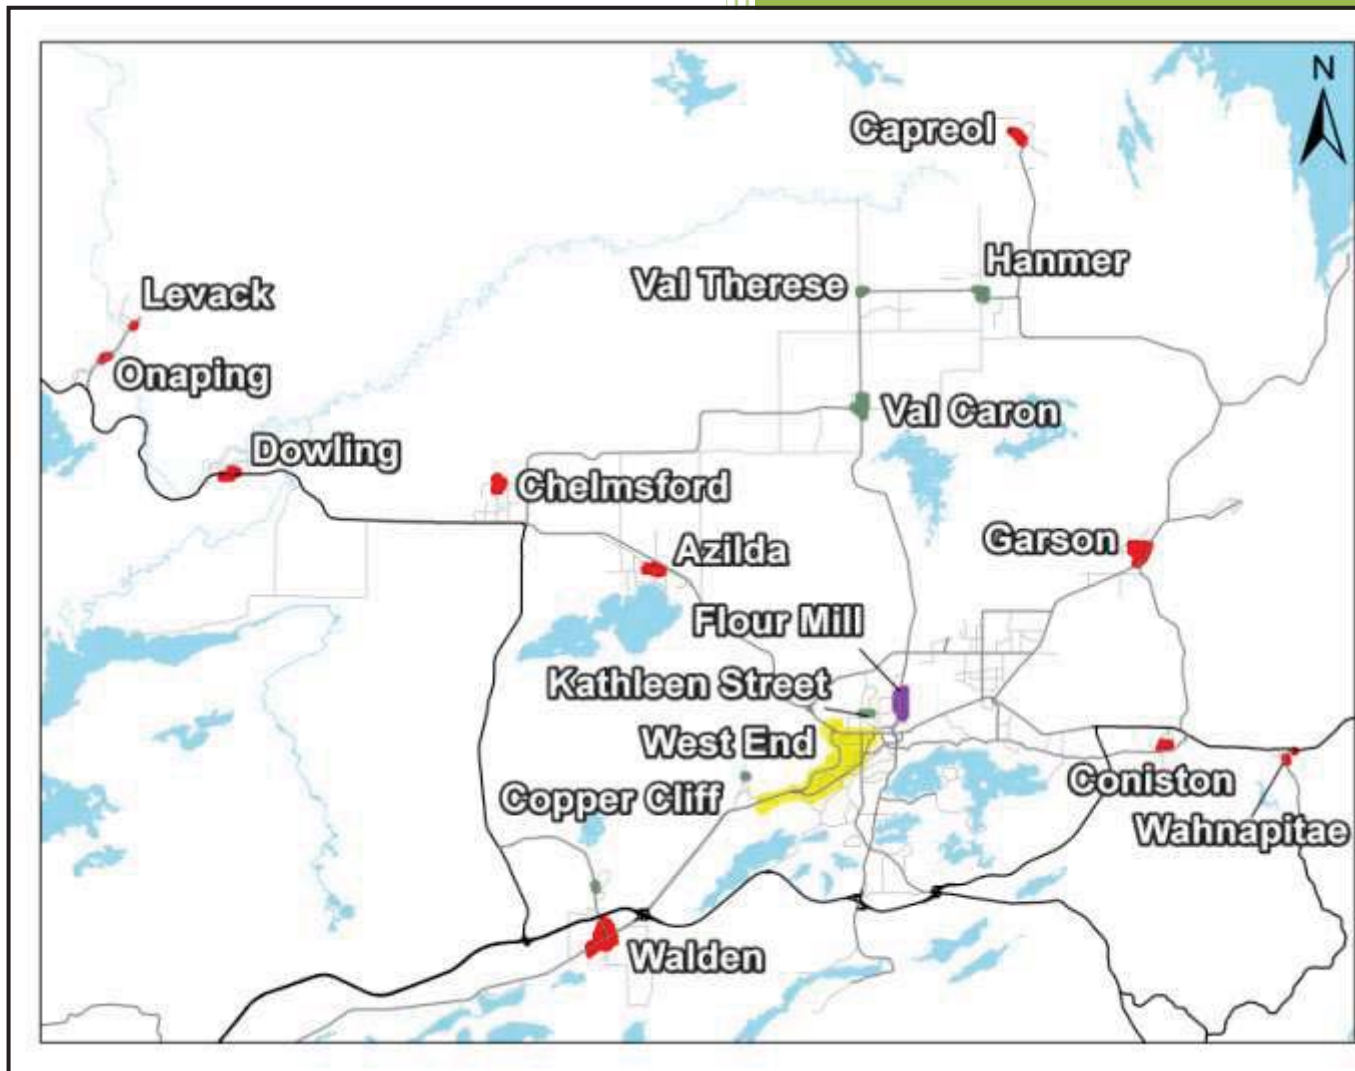 N
Capreol
Hanmer
Val Therese
Levack
Onaping
Val Caron
Dowling
Chelmsford
Garson
Azilda
Flour Mill
Kathleen Street
West End
Coniston
Copper Cliff
Wahnapitae
Walden